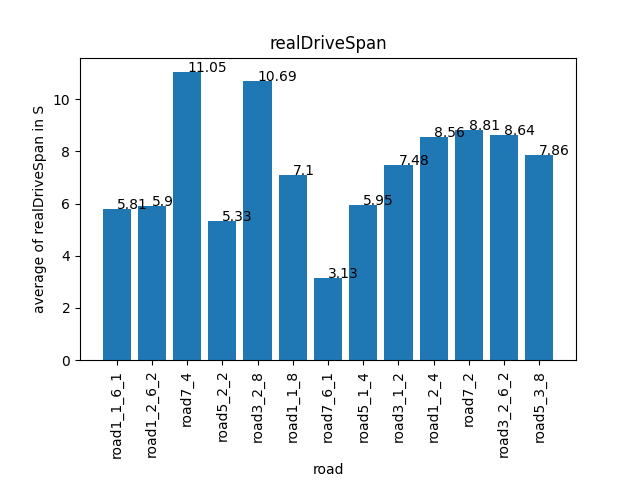 realDriveSpan
average of realDriveSpan in S
10
8
6
4
2
0
5.81
5.9
11.05
5.33
10.69
7.1
3.13
5.95
7.48
8.56
8.81
8.64
7.86
road1_1_6_1
road1_2_6_2
road7_4
road5_2_2
road3_2_8
road1_1_8
road7_6_1
road5_1_4
road3_1_2
road1_2_4
road7_2
road3_2_6_2
road5_3_8
road